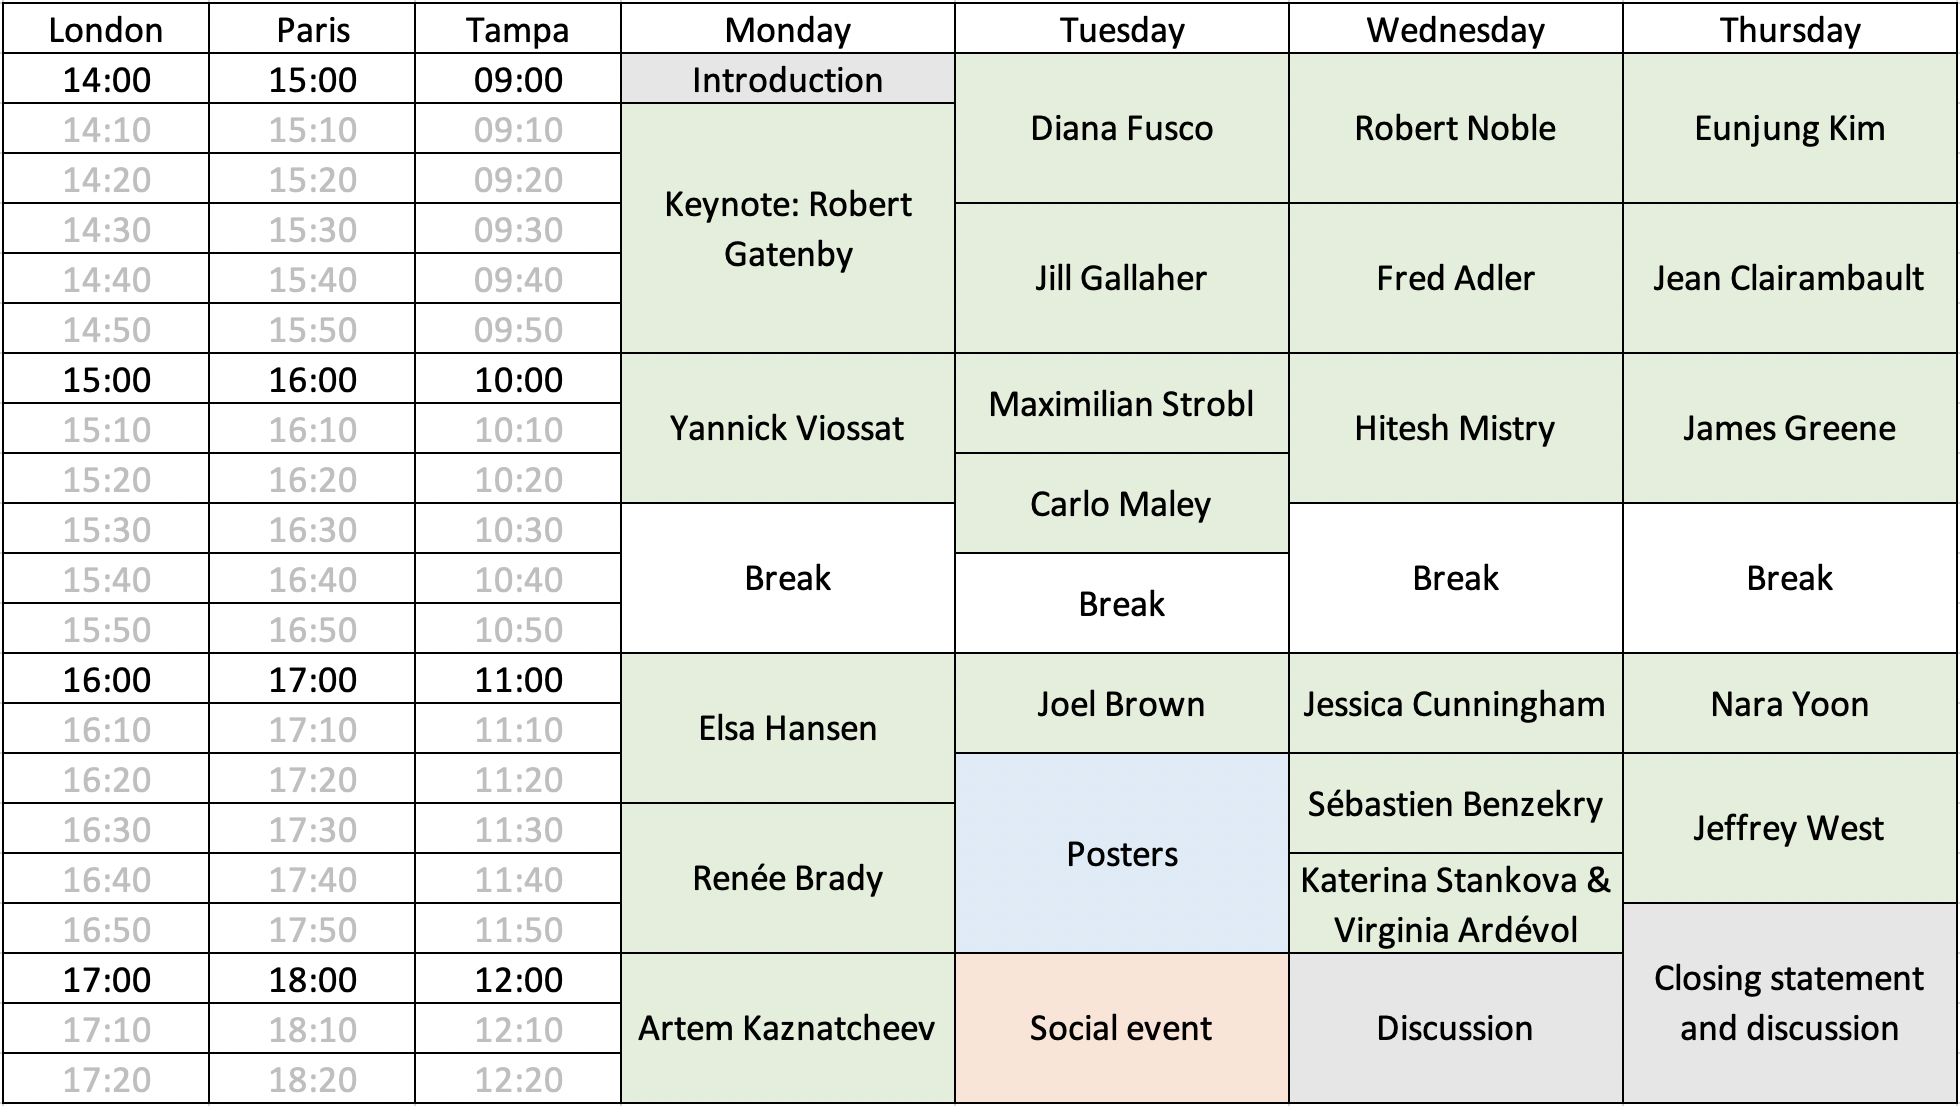 London Paris Tampa Monday Tuesday Wednesday Thursday
14:00 15:00 09:00 Introduction
14:10 15:10 09:10 Diana Fusco Robert Noble Eunjung Kim
14:20 15:20 09:20
Keynote: Robert
14:30 15:30 09:30
Gatenby
14:40 15:40 09:40 Jill Gallaher Fred Adler Jean Clairambault
14:50 15:50 09:50
15:00 16:00 10:00
Maximilian Strobl
15:10 16:10 10:10 Yannick Viossat Hitesh Mistry James Greene
15:20 16:20 10:20
Carlo Maley
15:30 16:30 10:30
15:40 16:40 10:40 Break Break Break
Break
15:50 16:50 10:50
16:00 17:00 11:00
Joel Brown Jessica Cunningham Nara Yoon
16:10 17:10 11:10 Elsa Hansen
16:20 17:20 11:20
Sébastien Benzekry
16:30 17:30 11:30 Jeffrey West
Posters
16:40 17:40 11:40 Renée Brady Katerina Stankova &
16:50 17:50 11:50 Virginia Ardévol
17:00 18:00 12:00 Closing statement
17:10 18:10 12:10 Artem Kaznatcheev Social event Discussion and discussion
17:20 18:20 12:20